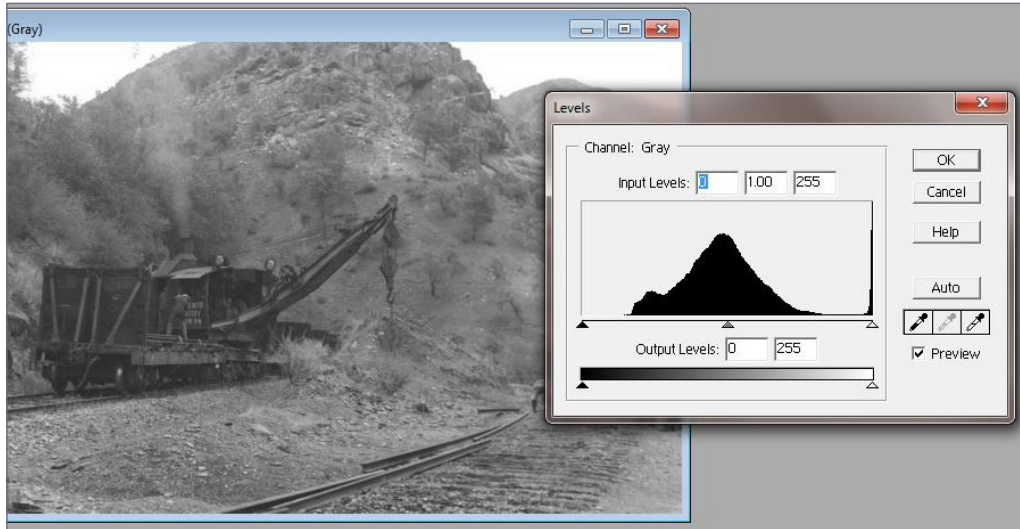 (Gray)
Levels
Channel: Gray
Input Levels: 0 1.00 255
Output Levels: 0 255
OK
Cancel
Help
Auto
Preview